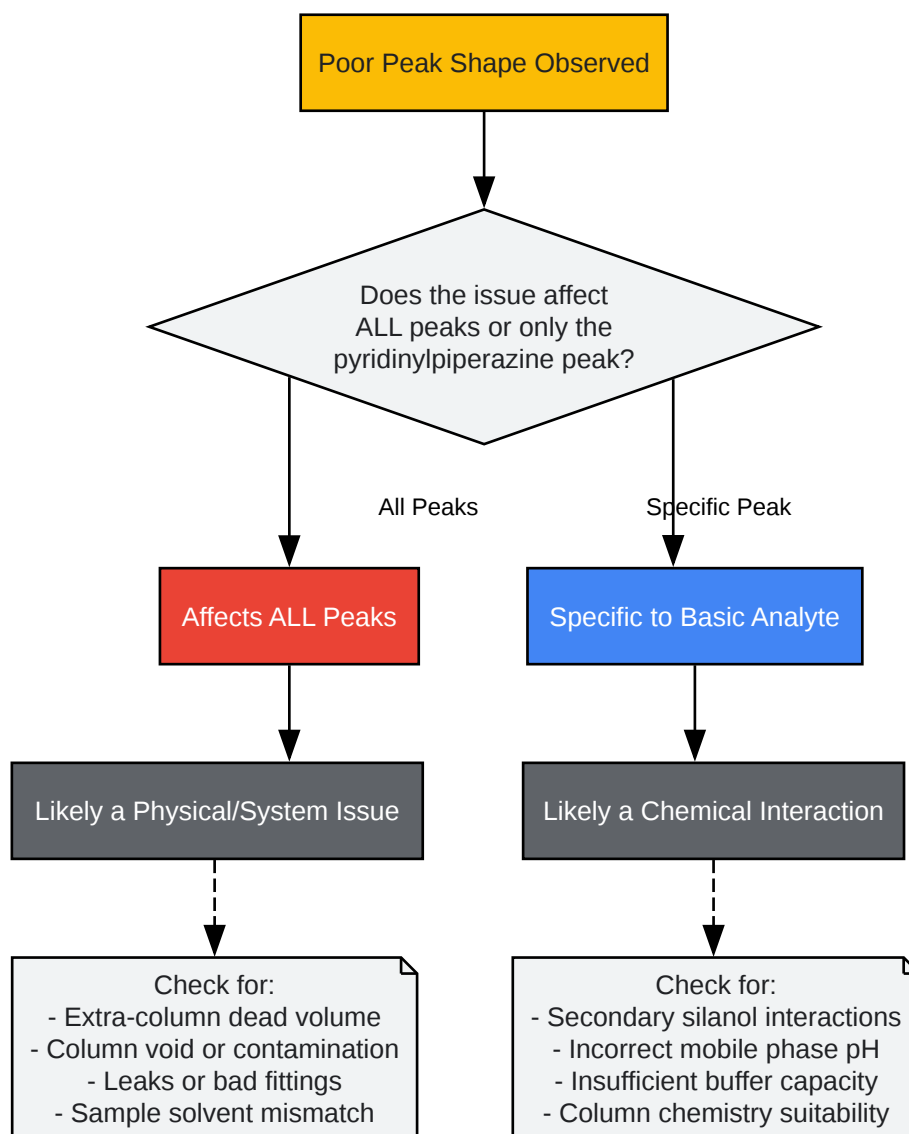 Poor Peak Shape Observed
Does the issue affect
ALL peaks or only the
pyridinylpiperazine peak?
All Peaks
Specific Peak
Affects ALL Peaks
Specific to Basic Analyte
Likely a Physical/System Issue
Likely a Chemical Interaction
Check for:
- Extra-column dead volume
- Column void or contamination
- Leaks or bad fittings
- Sample solvent mismatch
Check for:
- Secondary silanol interactions
- Incorrect mobile phase pH
- Insufficient buffer capacity
- Column chemistry suitability